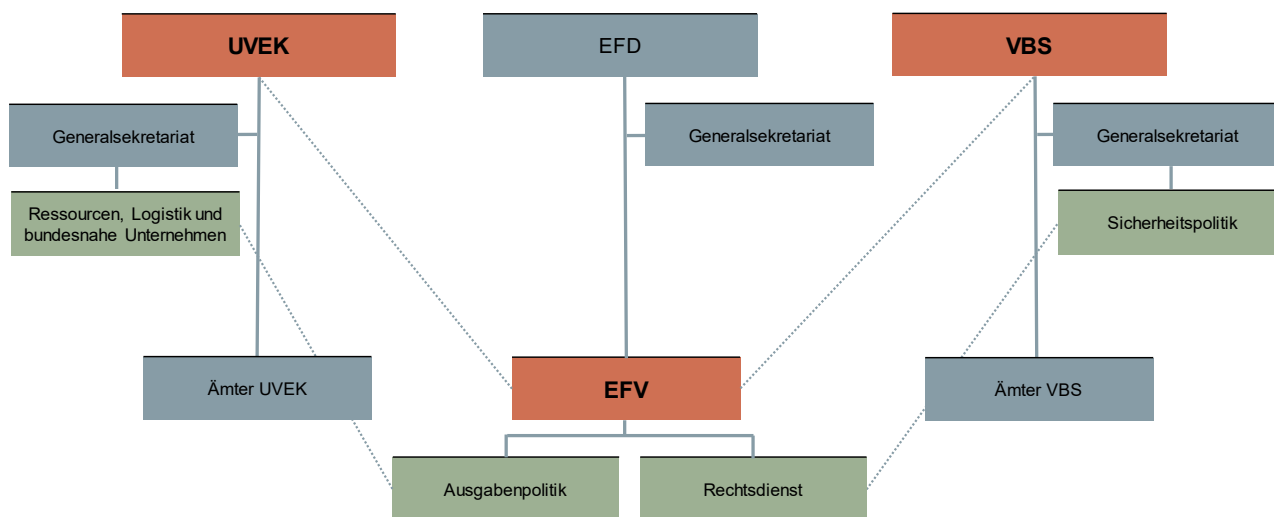 UVEK
EFD
VBS
Generalsekretariat
Generalsekretariat
Generalsekretariat
Ressourcen, Logistik und
bundesnahe Unternehmen
Sicherheitspolitik
Ämter UVEK
EFV
Ämter VBS
Ausgabenpolitik
Rechtsdienst